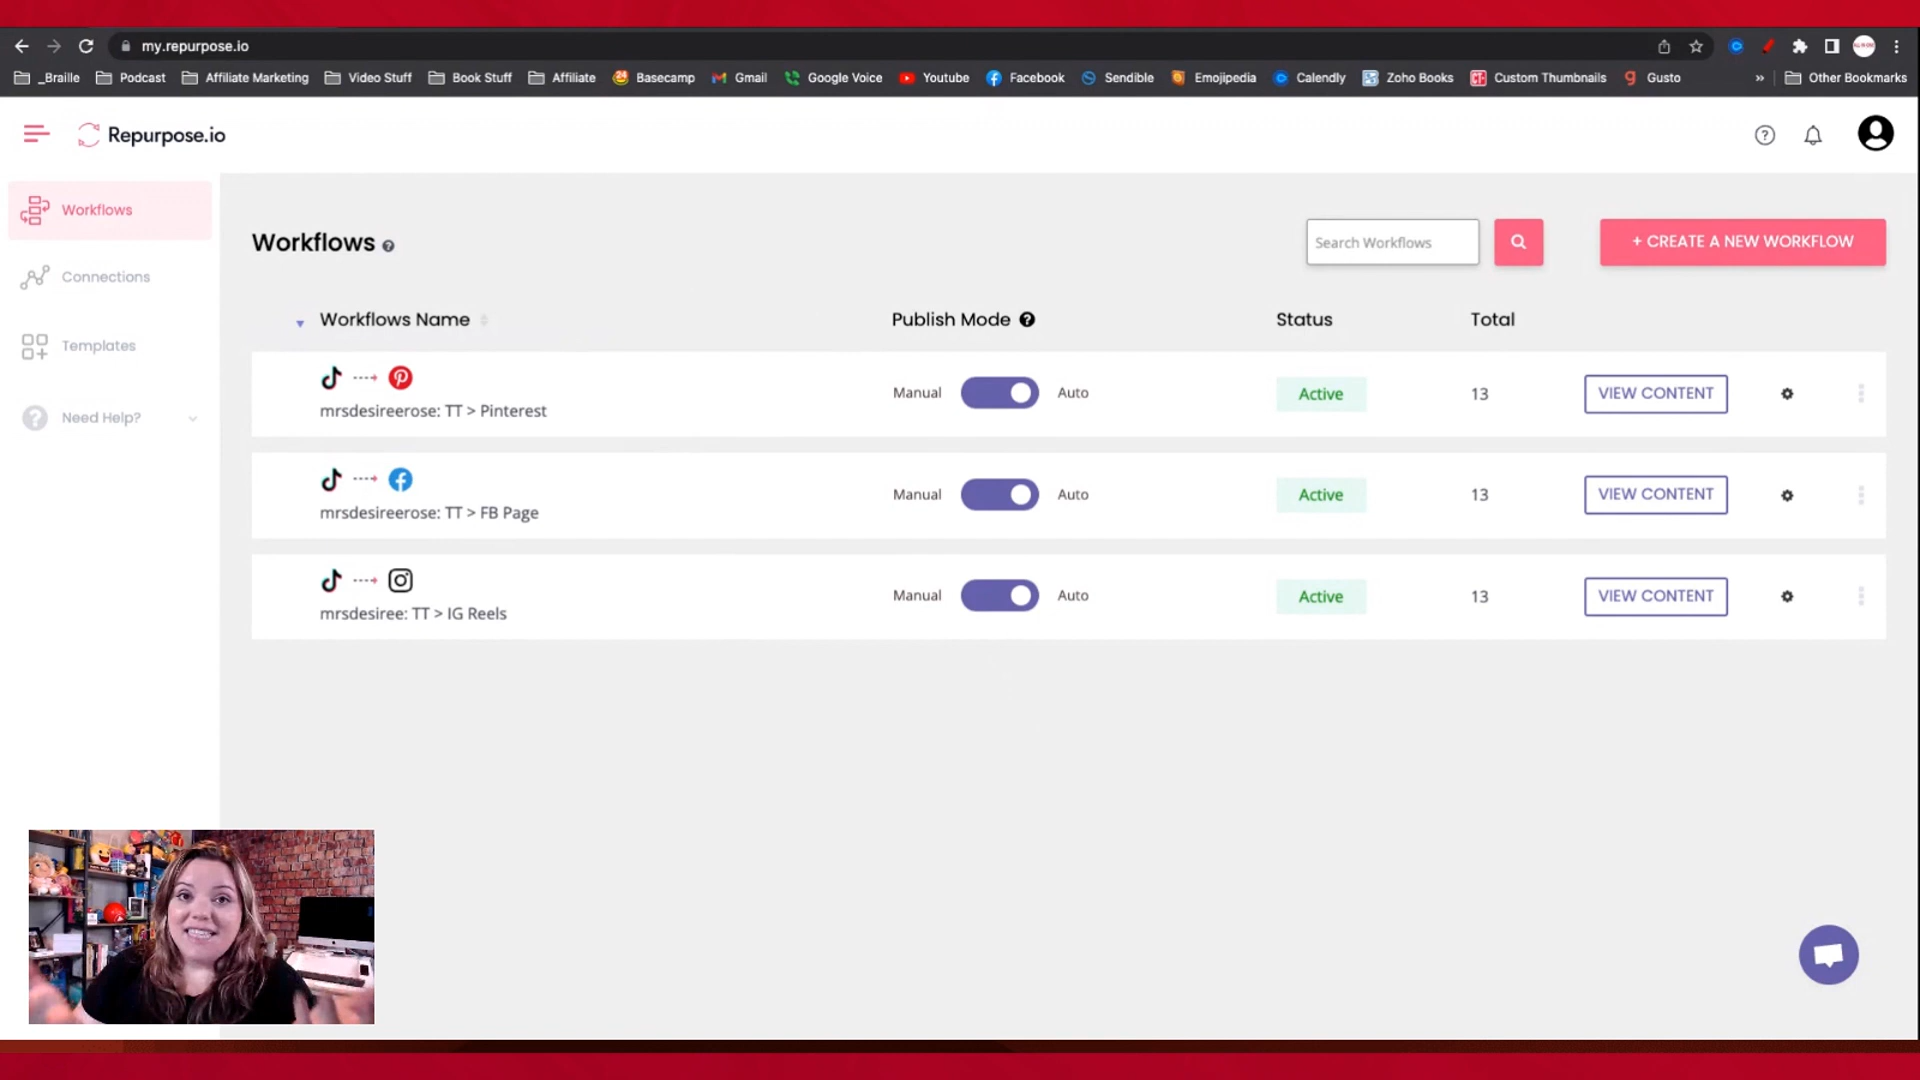 my.repurpose.io
_Braille Podcast Affiliate Marketing Video Stuff Book Stuff Affiliate Basecamp Gmail Google Voice Youtube Facebook Sendible Emojipedia Calendly Zoho Books Custom Thumbnails Gusto » Other Bookmarks
Repurpose.io
Workflows
Connections
Templates
Need Help?
Workflows
Search Workflows
+ CREATE A NEW WORKFLOW
Workflows Name Publish Mode Status Total
mrsdesireerose: TT > Pinterest
Manual Auto Active 13 VIEW CONTENT
mrsdesireerose: TT > FB Page
Manual Auto Active 13 VIEW CONTENT
mrsdesiree: TT > IG Reels
Manual Auto Active 13 VIEW CONTENT